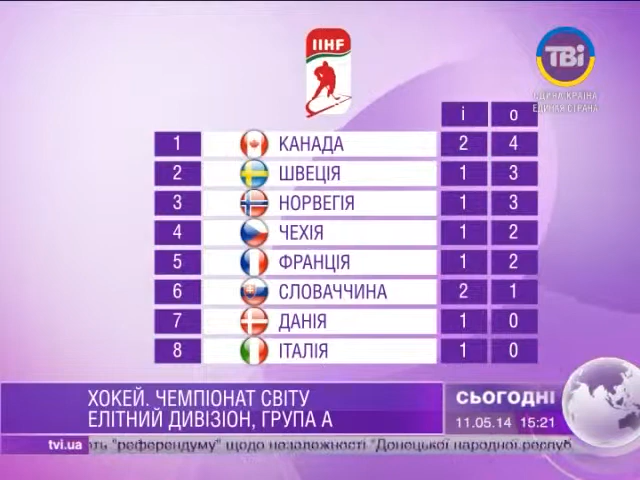 IIHF
ТВі
ЄДИНА КРАЇНА
ЕДИНАЯ СТРАНА
і о
1 КАНАДА 2 4
2 ШВЕЦІЯ 1 3
3 НОРВЕГІЯ 1 3
4 ЧЕХІЯ 1 2
5 ФРАНЦІЯ 1 2
6 СЛОВАЧЧИНА 2 1
7 ДАНІЯ 1 0
8 ІТАЛІЯ 1 0
ХОКЕЙ. ЧЕМПІОНАТ СВІТУ
ЕЛІТНИЙ ДИВІЗІОН, ГРУПА А
СЬОГОДНІ
11.05.14 15:21
tvi.ua "референдуму" щодо незалежності "Донецької народної респуб